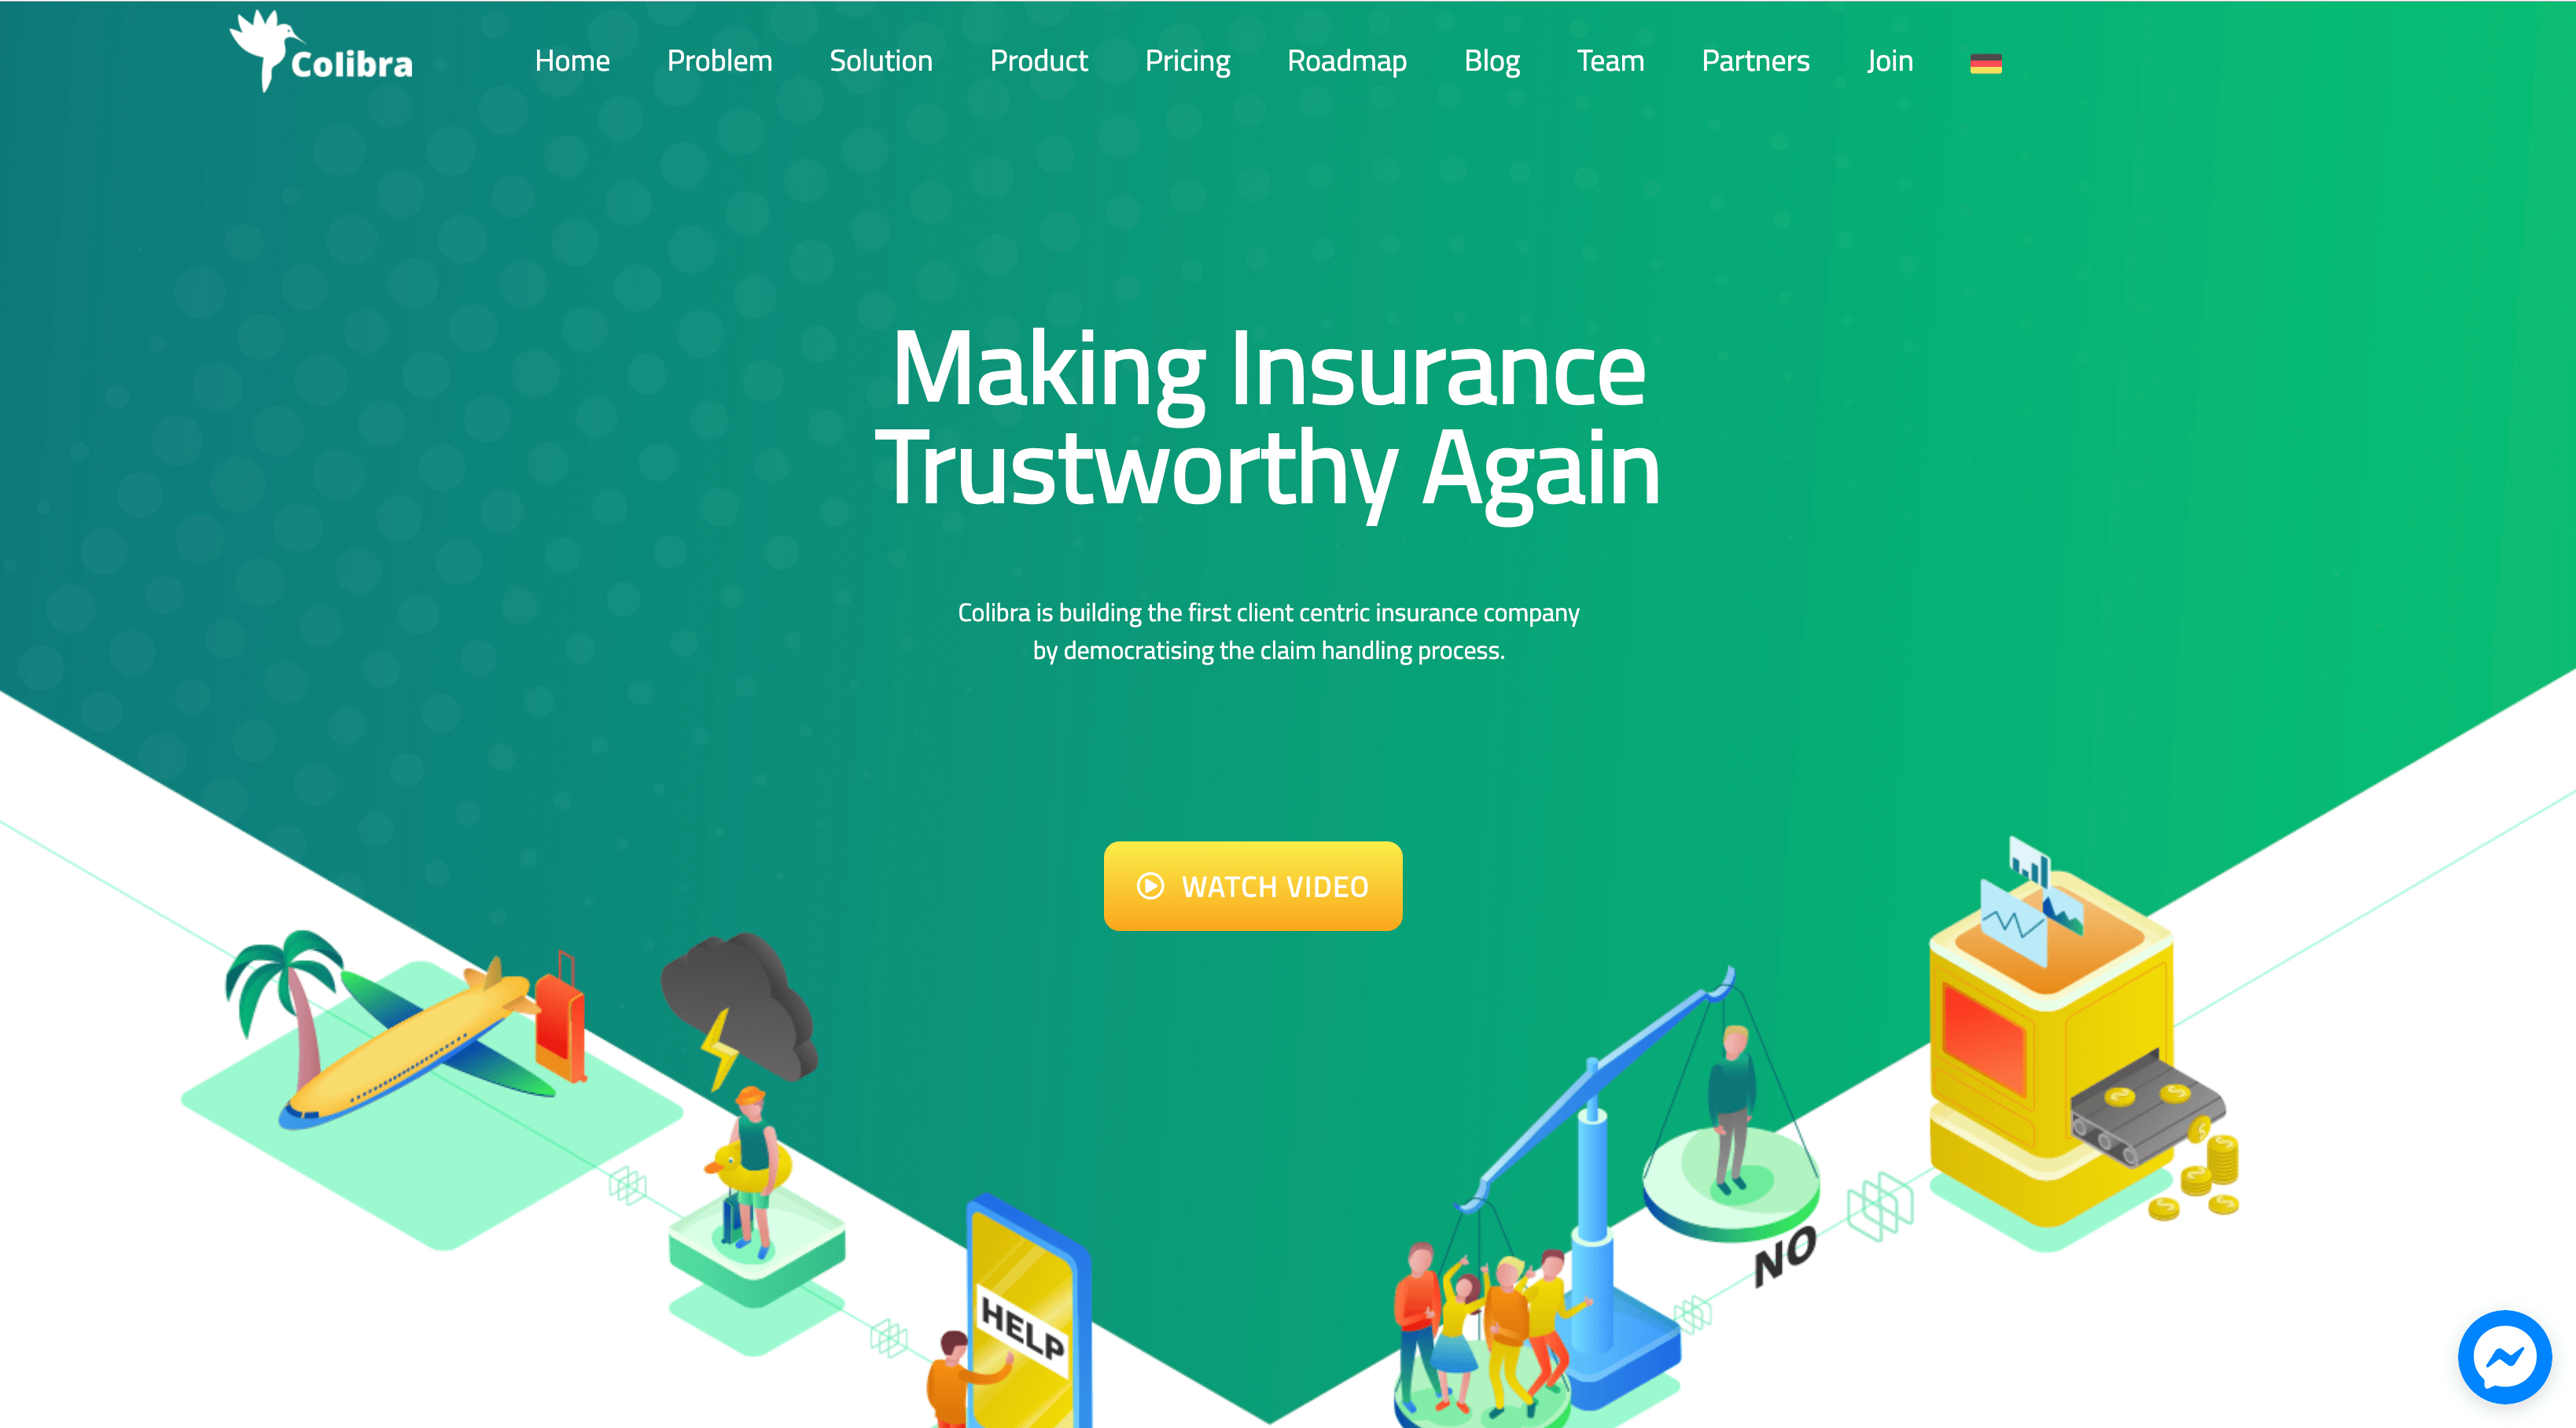 Colibra
Home Problem Solution Product Pricing Roadmap Blog Team Partners Join
Making Insurance
Trustworthy Again
Colibra is building the first client centric insurance company
by democratising the claim handling process.
WATCH VIDEO
HELP
NO